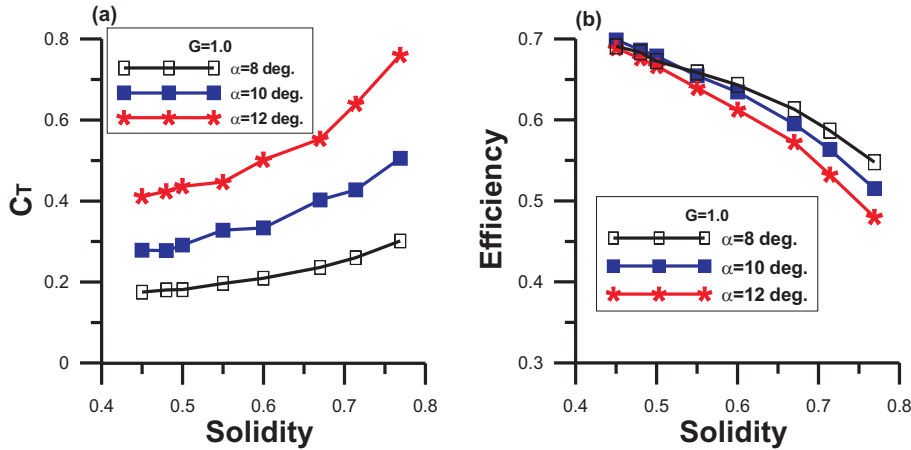 (a)
0.8
0.6
0.4
0.2
0
CT
G=1.0
α=8 deg.
α=10 deg.
α=12 deg.
0.4 0.5 0.6 0.7 0.8
Solidity
(b)
0.7
0.6
0.5
0.4
0.3
Efficiency
G=1.0
α=8 deg.
α=10 deg.
α=12 deg.
0.4 0.5 0.6 0.7 0.8
Solidity